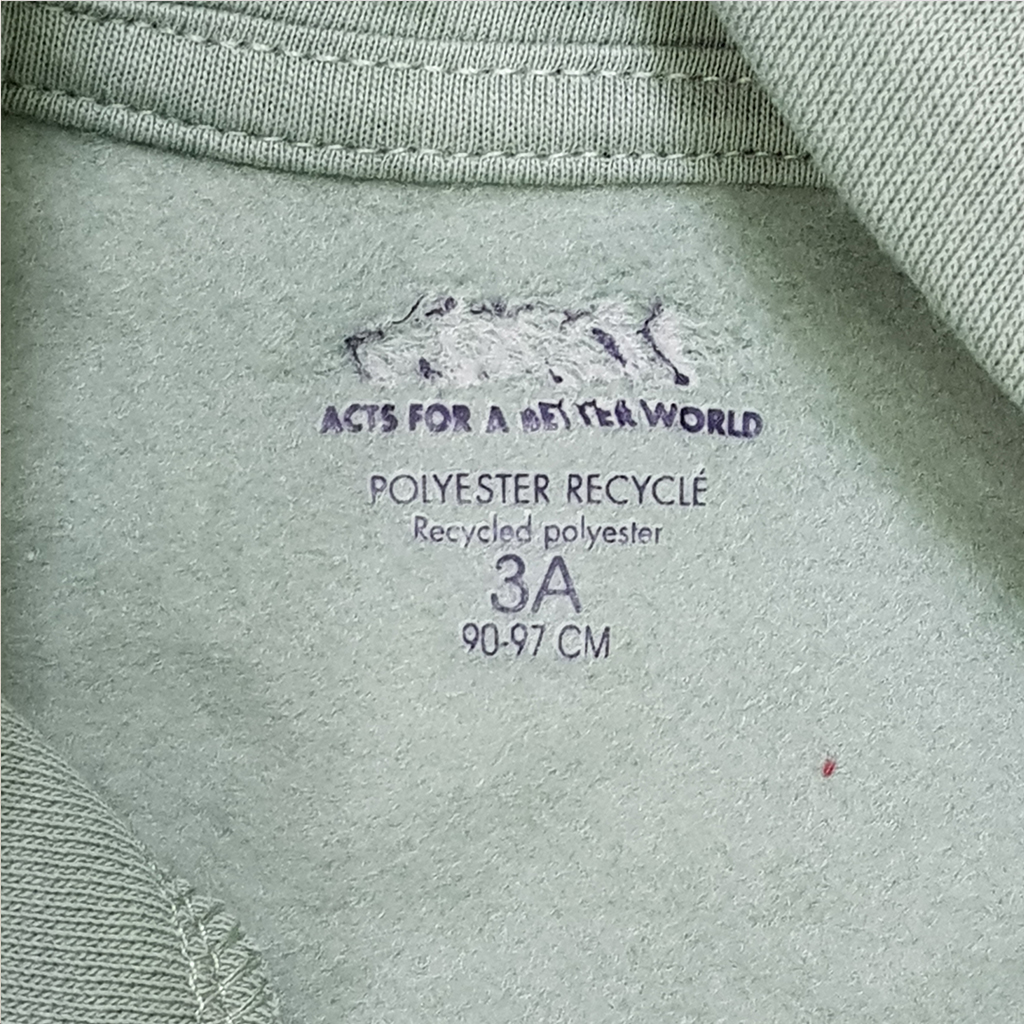 ACTS FOR A BETTER WORLD
POLYESTER RECYCLÉ
Recycled polyester
3A
90-97 CM